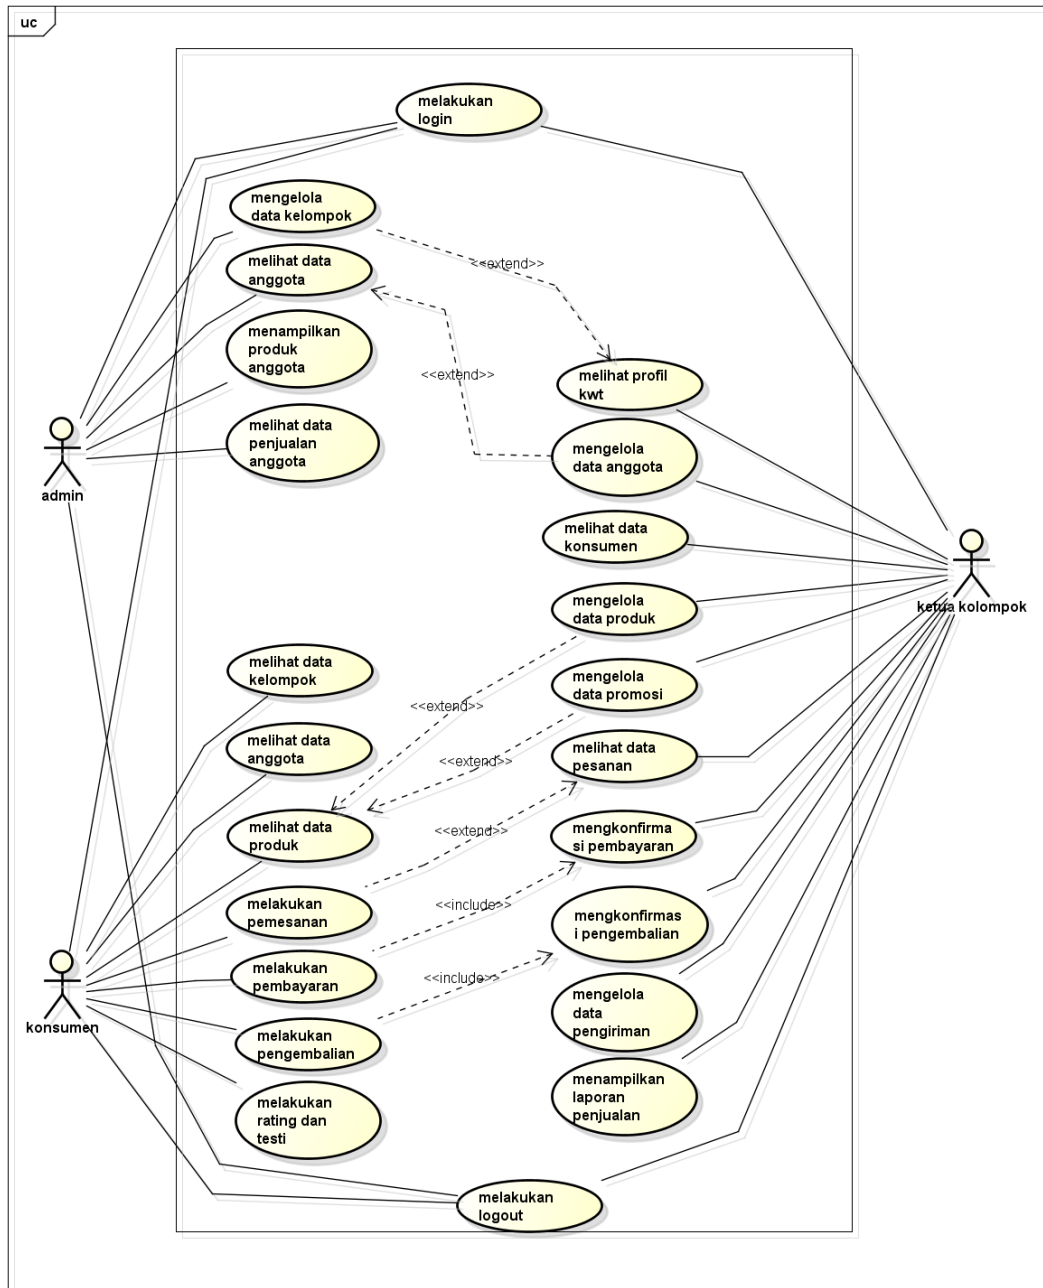 uc
melakukan
login
mengelola
data kelompok
melihat data
anggota
<<extend>>
menampilkan
produk
anggota
<<extend>>
melihat profil
kwt
melihat data
penjualan
anggota
mengelola
data anggota
admin
melihat data
konsumen
ketua kolompok
mengelola
data produk
melihat data
kelompok
mengelola
data promosi
<<extend>>
melihat data
anggota
melihat data
pesanan
<<extend>>
melihat data
produk
<<extend>>
mengkonfirma
si pembayaran
melakukan
pemesanan
<<include>>
mengkonfirmas
i pengembalian
melakukan
pembayaran
<<include>>
konsumen
mengelola
data
pengiriman
melakukan
pengembalian
menampilkan
laporan
penjualan
melakukan
rating dan
testi
melakukan
logout